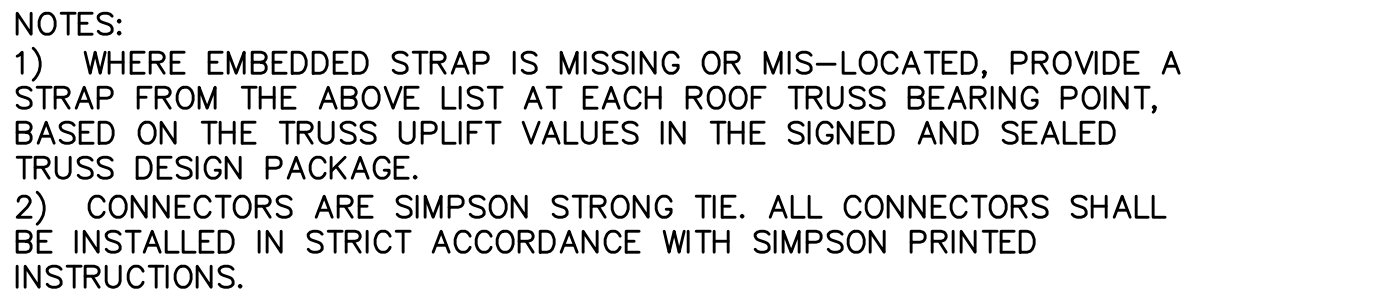 NOTES:
1) WHERE EMBEDDED STRAP IS MISSING OR MIS-LOCATED, PROVIDE A
STRAP FROM THE ABOVE LIST AT EACH ROOF TRUSS BEARING POINT,
BASED ON THE TRUSS UPLIFT VALUES IN THE SIGNED AND SEALED
TRUSS DESIGN PACKAGE.
2) CONNECTORS ARE SIMPSON STRONG TIE. ALL CONNECTORS SHALL
BE INSTALLED IN STRICT ACCORDANCE WITH SIMPSON PRINTED
INSTRUCTIONS.